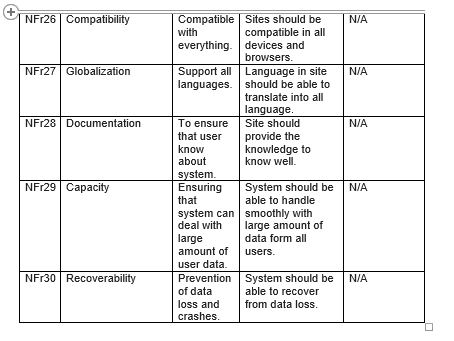 NFr26 Compatibility Compatible with everything. Sites should be compatible in all devices and browsers. N/A
NFr27 Globalization Support all languages. Language in site should be able to translate into all language. N/A
NFr28 Documentation To ensure that user know about system. Site should provide the knowledge to know well. N/A
NFr29 Capacity Ensuring that system can deal with large amount of user data. System should be able to handle smoothly with large amount of data form all users. N/A
NFr30 Recoverability Prevention of data loss and crashes. System should be able to recover from data loss. N/A